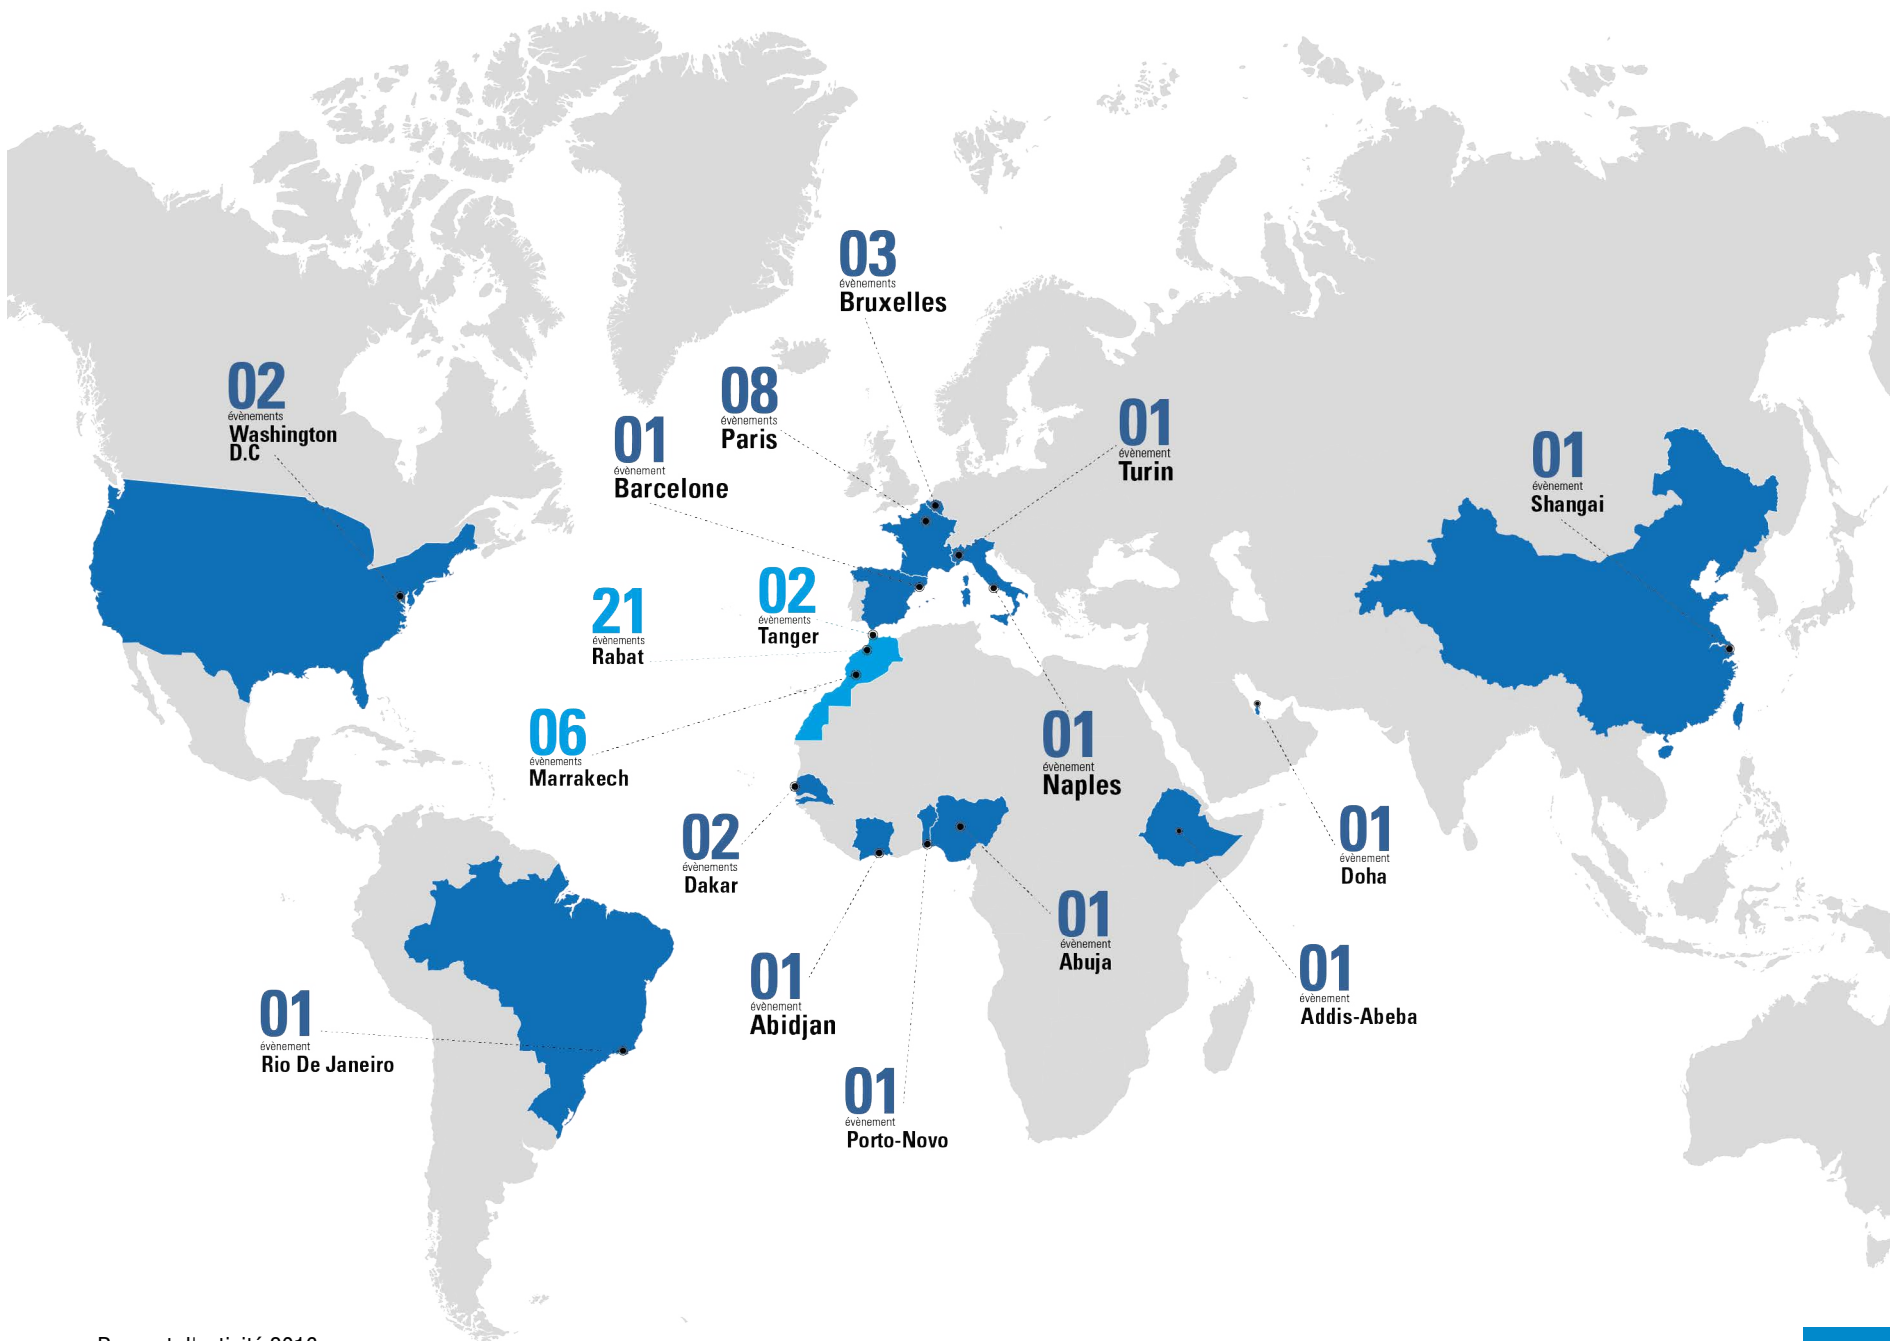 03
évènements
Bruxelles
02
évènements
Washington
D.C
08
évènements
Paris
01
évènement
Barcelone
01
évènement
Turin
01
évènement
Shangai
21
évènements
Rabat
02
évènements
Tanger
06
évènements
Marrakech
01
évènement
Naples
02
évènements
Dakar
01
évènement
Doha
01
évènement
Abuja
01
évènement
Abidjan
01
évènement
Addis-Abeba
01
évènement
Rio De Janeiro
01
évènement
Porto-Novo